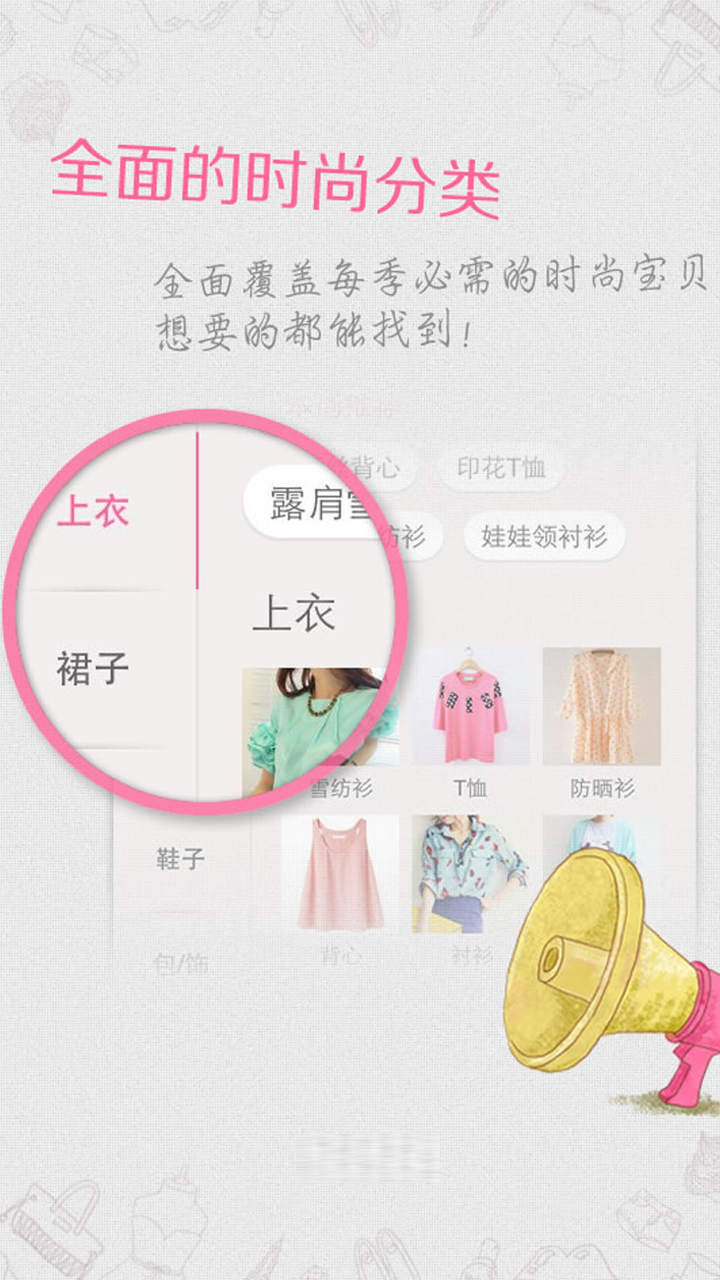 全面的时尚分类
全面覆盖每季必需的时尚宝贝
想要的都能找到！
背心
印花T恤
上衣
露肩雪
纺衫
娃娃领衬衫
上衣
裙子
雪纺衫
T恤
防晒衫
鞋子
背心
衬衫
包/饰